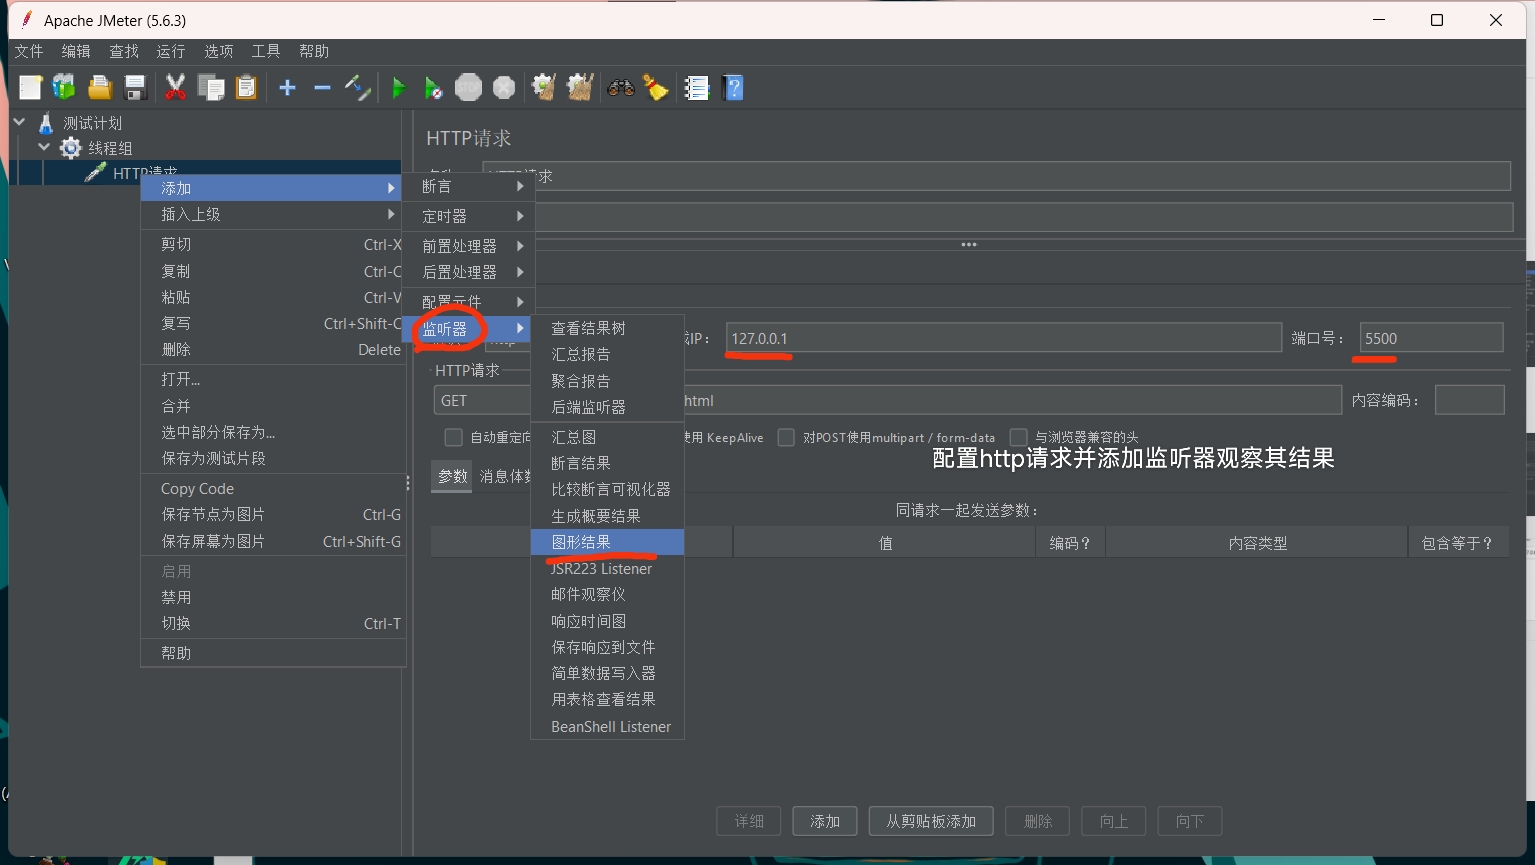 Apache JMeter (5.6.3)
文件 编辑 查找 运行 选项 工具 帮助
STOP
测试计划
线程组
HTTP请求
添加
插入上级
剪切 Ctrl-X
复制 Ctrl-C
粘贴 Ctrl-V
复写 Ctrl+Shift-C
删除 Delete
打开...
合并
选中部分保存为...
保存为测试片段
Copy Code
保存节点为图片 Ctrl-G
保存屏幕为图片 Ctrl+Shift-G
启用
禁用
切换 Ctrl-T
帮助
断言
定时器
前置处理器
后置处理器
配置元件
监听器
查看结果树
汇总报告
聚合报告
后端监听器
汇总图
断言结果
比较断言可视化器
生成概要结果
图形结果
JSR223 Listener
邮件观察仪
响应时间图
保存响应到文件
简单数据写入器
用表格查看结果
BeanShell Listener
HTTP请求
IP： 127.0.0.1 端口号： 5500
HTTP请求
GET html 内容编码：
自动重定向 使用 KeepAlive 对POST使用multipart / form-data 与浏览器兼容的头
配置http请求并添加监听器观察其结果
参数 消息体数
同请求一起发送参数：
值 编码？ 内容类型 包含等于？
详细 添加 从剪贴板添加 删除 向上 向下